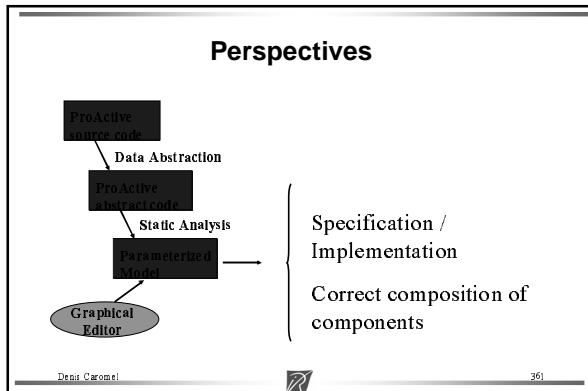 Perspectives
ProActive
source code
Data Abstraction
ProActive
abstract code
Static Analysis
Parameterized
Model
Graphical
Editor
Specification /
Implementation
Correct composition of
components
Denis Caromel
361